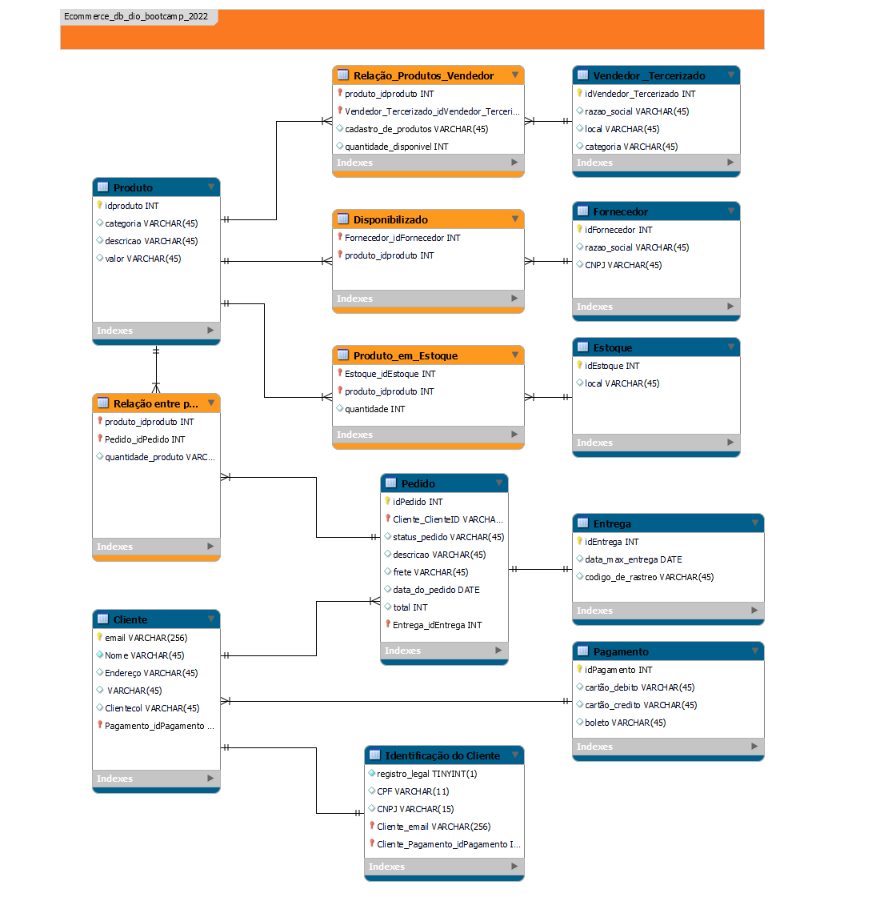 Ecommerce_db_dio_bootcamp_2022
Relação_Produtos_Vendedor
produto_idproduto INT
Vendedor_Tercerizado_idVendedor_Terceri...
cadastro_de_produtos VARCHAR(45)
quantidade_disponivel INT
Indexes
Vendedor_Tercerizado
idVendedor_Tercerizado INT
razao_social VARCHAR(45)
local VARCHAR(45)
categoria VARCHAR(45)
Indexes
Produto
idproduto INT
categoria VARCHAR(45)
descricao VARCHAR(45)
valor VARCHAR(45)
Indexes
Disponibilizado
Fornecedor_idFornecedor INT
produto_idproduto INT
Indexes
Fornecedor
idFornecedor INT
razao_social VARCHAR(45)
CNPJ VARCHAR(45)
Indexes
Produto_em_Estoque
Estoque_idEstoque INT
produto_idproduto INT
quantidade INT
Indexes
Estoque
idEstoque INT
local VARCHAR(45)
Indexes
Relação entre p...
produto_idproduto INT
Pedido_idPedido INT
quantidade_produto VARC...
Indexes
Pedido
idPedido INT
Cliente_ClienteID VARCHA...
status_pedido VARCHAR(45)
descricao VARCHAR(45)
frete VARCHAR(45)
data_do_pedido DATE
total INT
Entrega_idEntrega INT
Indexes
Entrega
idEntrega INT
data_max_entrega DATE
codigo_de_rastreo VARCHAR(45)
Indexes
Cliente
email VARCHAR(256)
Nome VARCHAR(45)
Endereço VARCHAR(45)
VARCHAR(45)
Clientecol VARCHAR(45)
Pagamento_idPagamento ...
Indexes
Pagamento
idPagamento INT
cartão_debito VARCHAR(45)
cartão_credito VARCHAR(45)
boleto VARCHAR(45)
Indexes
Identificação do Cliente
registro_legal TINYINT(1)
CPF VARCHAR(11)
CNPJ VARCHAR(15)
Cliente_email VARCHAR(256)
Cliente_Pagamento_idPagamento I...
Indexes